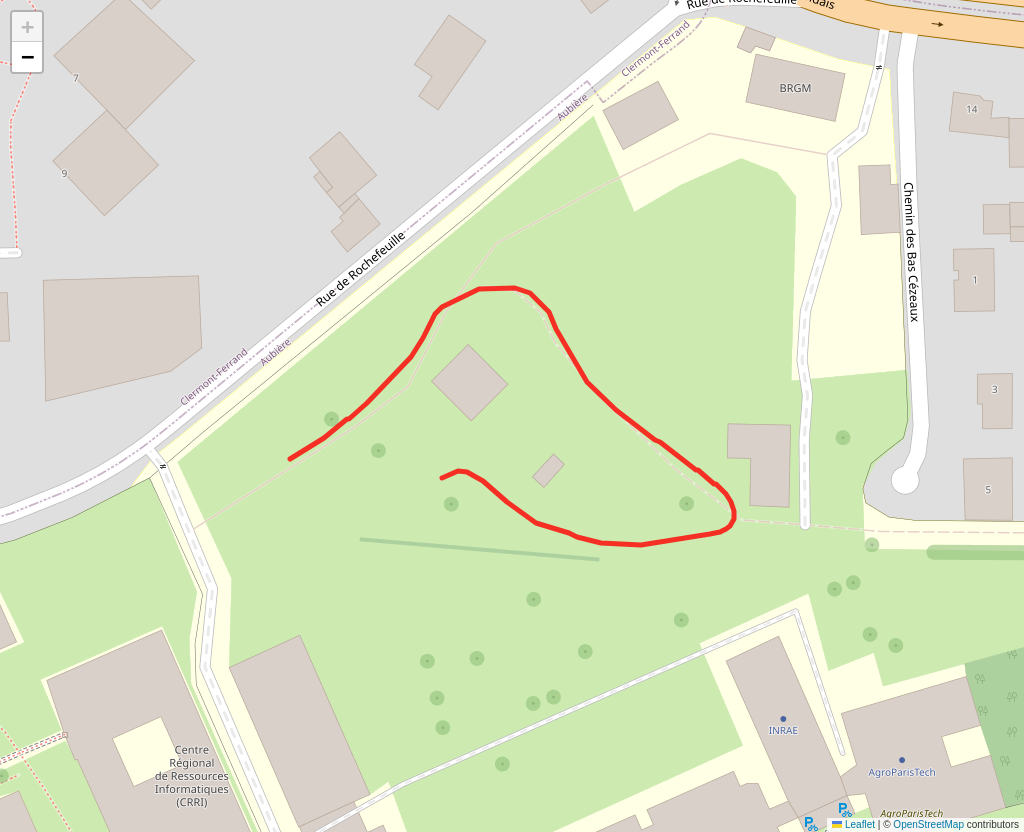 +
−
Rue de Rochefeuille
Clermont-Ferrand
Aubière
BRGM
7
9
14
Chemin des Bas Cézeaux
1
3
5
Rue de Rochefeuille
Clermont-Ferrand
Aubière
Centre
Régional
de Ressources
Informatiques
(CRRI)
INRAE
AgroParisTech
AgroParisTech
P
P
Leaflet | © OpenStreetMap contributors